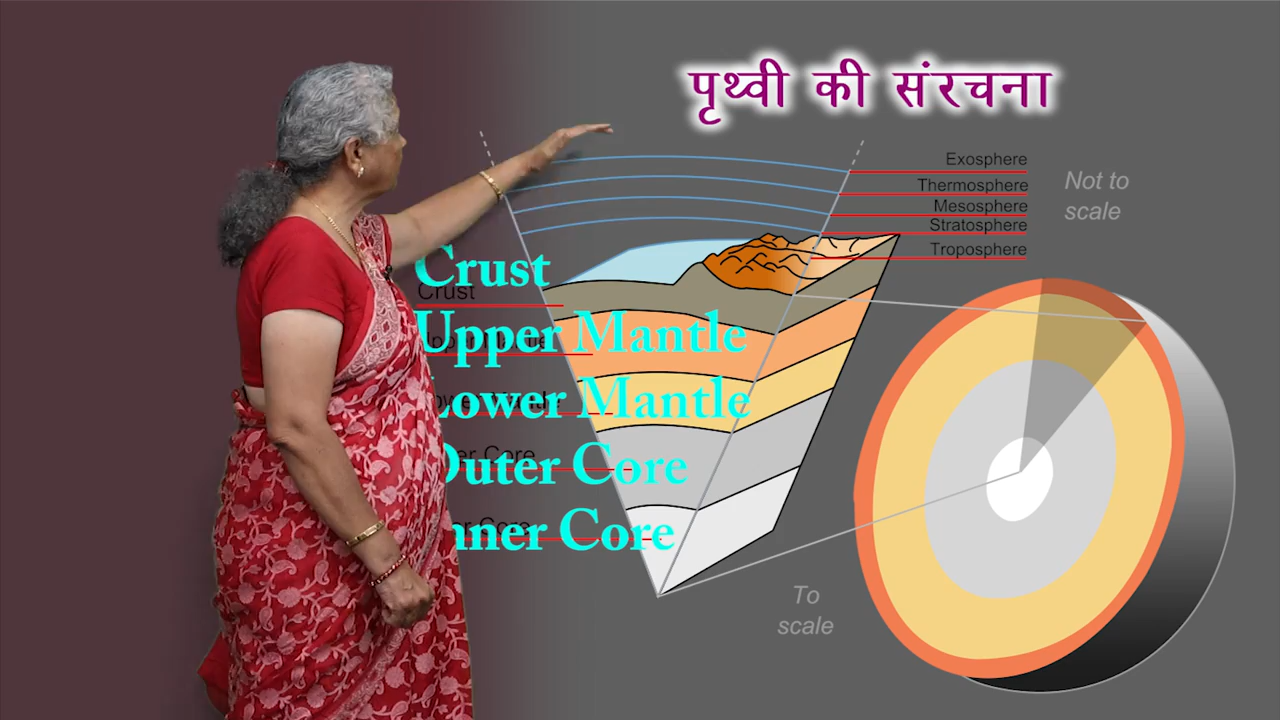 पृथ्वी की संरचना
Exosphere
Thermosphere
Mesosphere
Stratosphere
Troposphere
Not to
scale
Crust
Crust
Upper Mantle
Lower Mantle
Outer Core
Inner Core
To
scale